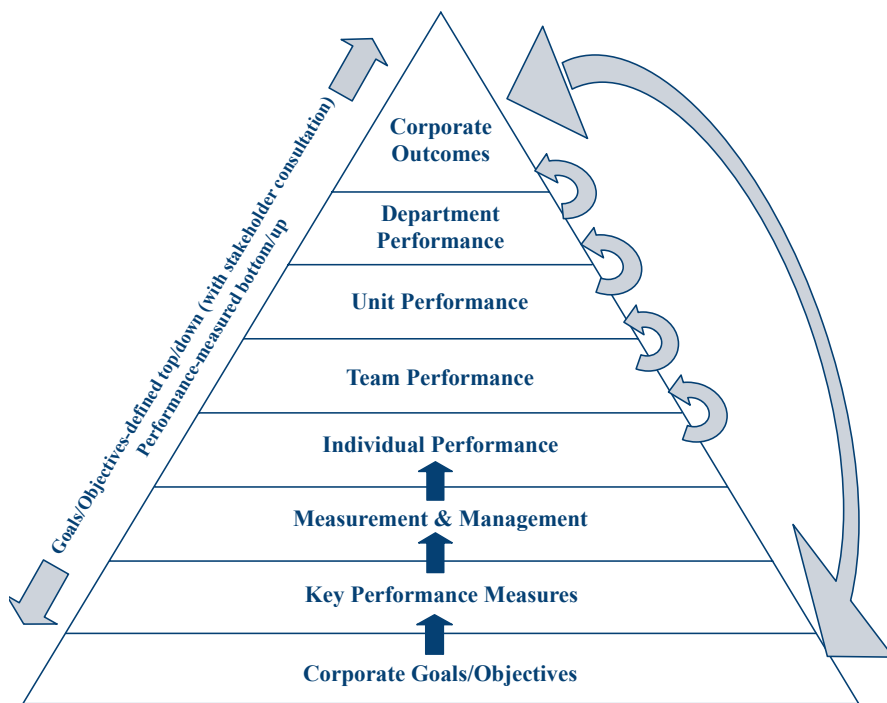 Corporate
Outcomes
Department
Performance
Unit Performance
Team Performance
Individual Performance
Measurement & Management
Key Performance Measures
Corporate Goals/Objectives
Goals/Objectives-defined top/down (with stakeholder consultation)
Performance-measured bottom/up